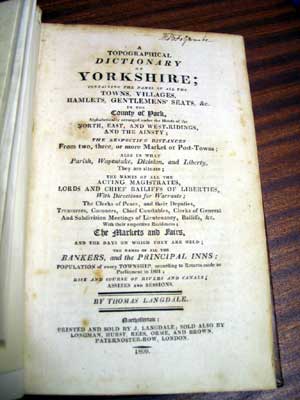 A
TOPOGRAPHICAL
DICTIONARY
OF
YORKSHIRE;
CONTAINING THE NAMES OF ALL THE
TOWNS, VILLAGES,
HAMLETS, GENTLEMENS' SEATS, &c.
IN THE
County of York,
Alphabetically arranged under the Heads of the
NORTH, EAST, AND WEST-RIDINGS,
AND THE AINSTY;
THE RESPECTIVE DISTANCES
From two, three, or more Market or Post-Towns;
ALSO IN WHAT
Parish, Wapentake, Division, and Liberty,
They are situate;
THE NAMES OF ALL THE
ACTING MAGISTRATES,
LORDS AND CHIEF BAILIFFS OF LIBERTIES,
With Directions for Warrants;
The Clerks of Peace, and their Deputies,
Treasurers, Coroners, Chief Constables, Clerks of General
And Subdivision Meetings of Lieutenancy, Bailiffs, &c.
With their respective Residences;
The Markets and Fairs,
AND THE DAYS ON WHICH THEY ARE HELD;
THE NAMES OF ALL THE
BANKERS, and the PRINCIPAL INNS;
POPULATION of every TOWNSHIP, according to Returns made to
Parliament in 1801;
RISE AND COURSE OF RIVERS AND CANALS;
ASSIZES AND SESSIONS.
BY THOMAS LANGDALE.
Northallerton:
PRINTED AND SOLD BY J. LANGDALE; SOLD ALSO BY
LONGMAN, HURST, REES, ORME, AND BROWN,
PATERNOSTER-ROW, LONDON.
1809.